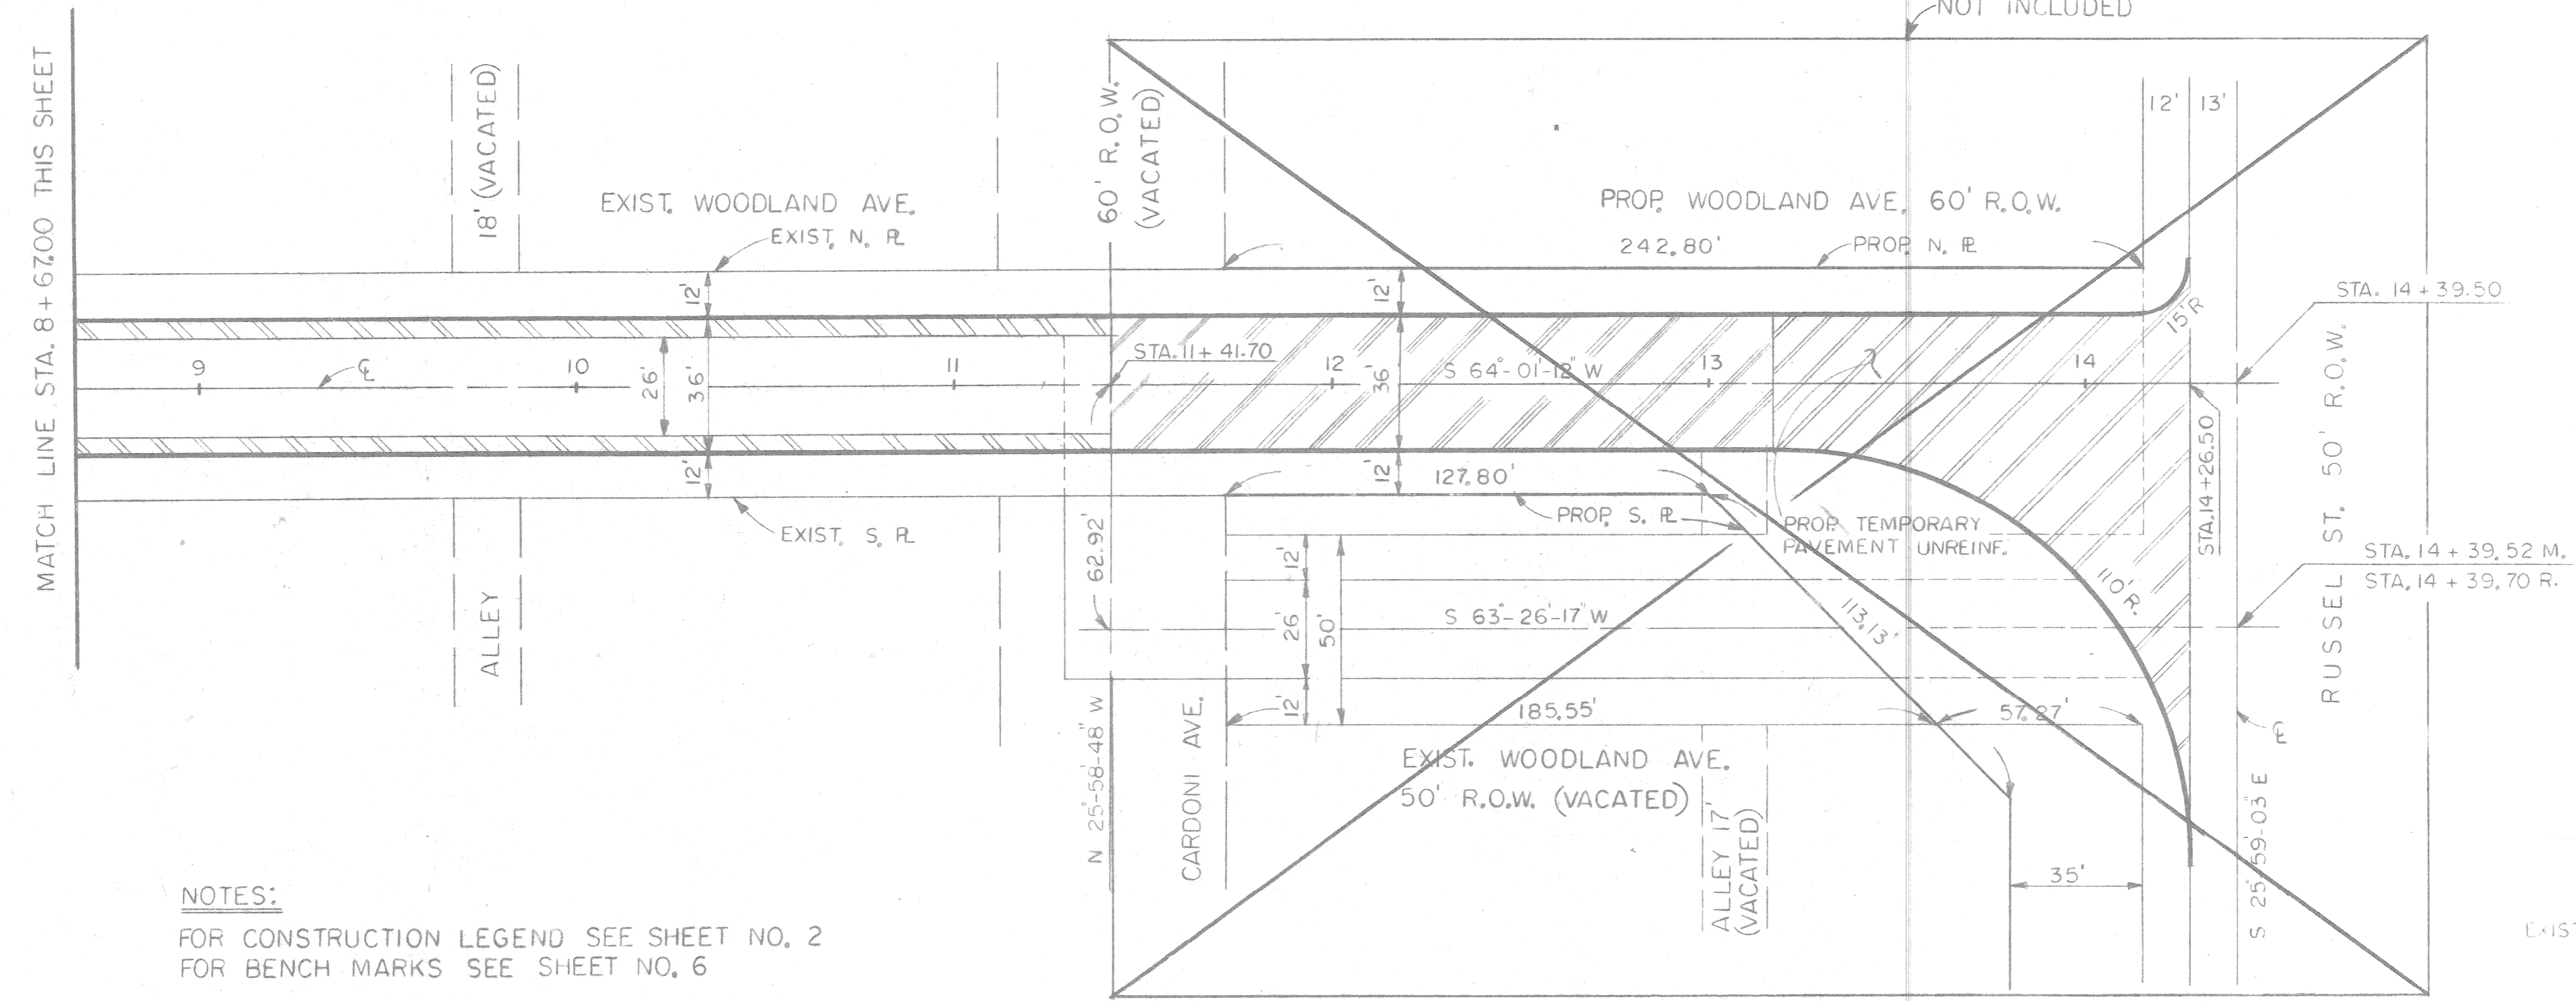 NOT INCLUDED
MATCH LINE STA. 8+67.00 THIS SHEET
18' (VACATED)
EXIST. WOODLAND AVE.
EXIST. N. PL
60' R.O.W.
(VACATED)
PROP. WOODLAND AVE. 60' R.O.W.
242.80'
PROP. N. PL
12'
13'
12'
12'
15' R
STA. 14 + 39.50
9
CL
10
11
26'
36'
STA. 11 + 41.70
12
36'
S 64°-01'-12" W
13
14
STA. 14 +26.50
RUSSEL ST. 50' R.O.W.
12'
12'
127.80'
EXIST. S. PL
PROP. S. PL
PROP. TEMPORARY
PAVEMENT UNREINF.
STA. 14 + 39.52 M.
STA. 14 + 39.70 R.
62.92'
12'
26'
50'
12'
S 63°-26'-17" W
113.13'
110' R.
ALLEY
185.55'
57.27'
CL
N 25°-58'-48" W
CARDONI AVE.
EXIST. WOODLAND AVE.
50' R.O.W. (VACATED)
ALLEY 17'
(VACATED)
35'
S 25°-59'-03" E
EXIST
NOTES:
FOR CONSTRUCTION LEGEND SEE SHEET NO. 2
FOR BENCH MARKS SEE SHEET NO. 6